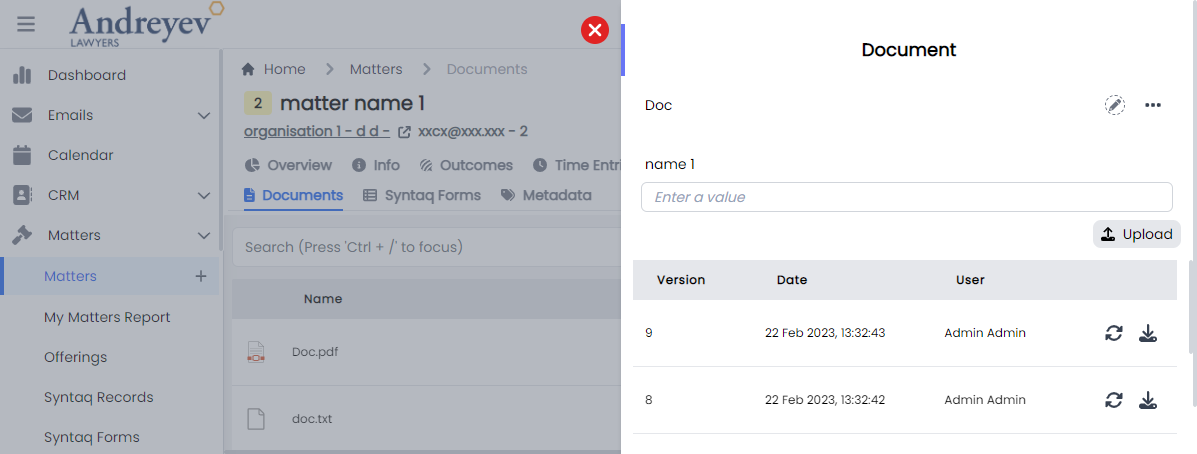 Andreyev
LAWYERS
Dashboard
Emails
Calendar
CRM
Matters
Matters
My Matters Report
Offerings
Syntaq Records
Syntaq Forms
Home > Matters > Documents
2 matter name 1
organisation 1 - d d - xxcx@xxx.xxx - 2
Overview Info Outcomes Time Entri
Documents Syntaq Forms Metadata
Search (Press 'Ctrl + /' to focus)
Name
Doc.pdf
doc.txt
Document
Doc
name 1
Enter a value
Upload
Version Date User
9 22 Feb 2023, 13:32:43 Admin Admin
8 22 Feb 2023, 13:32:42 Admin Admin